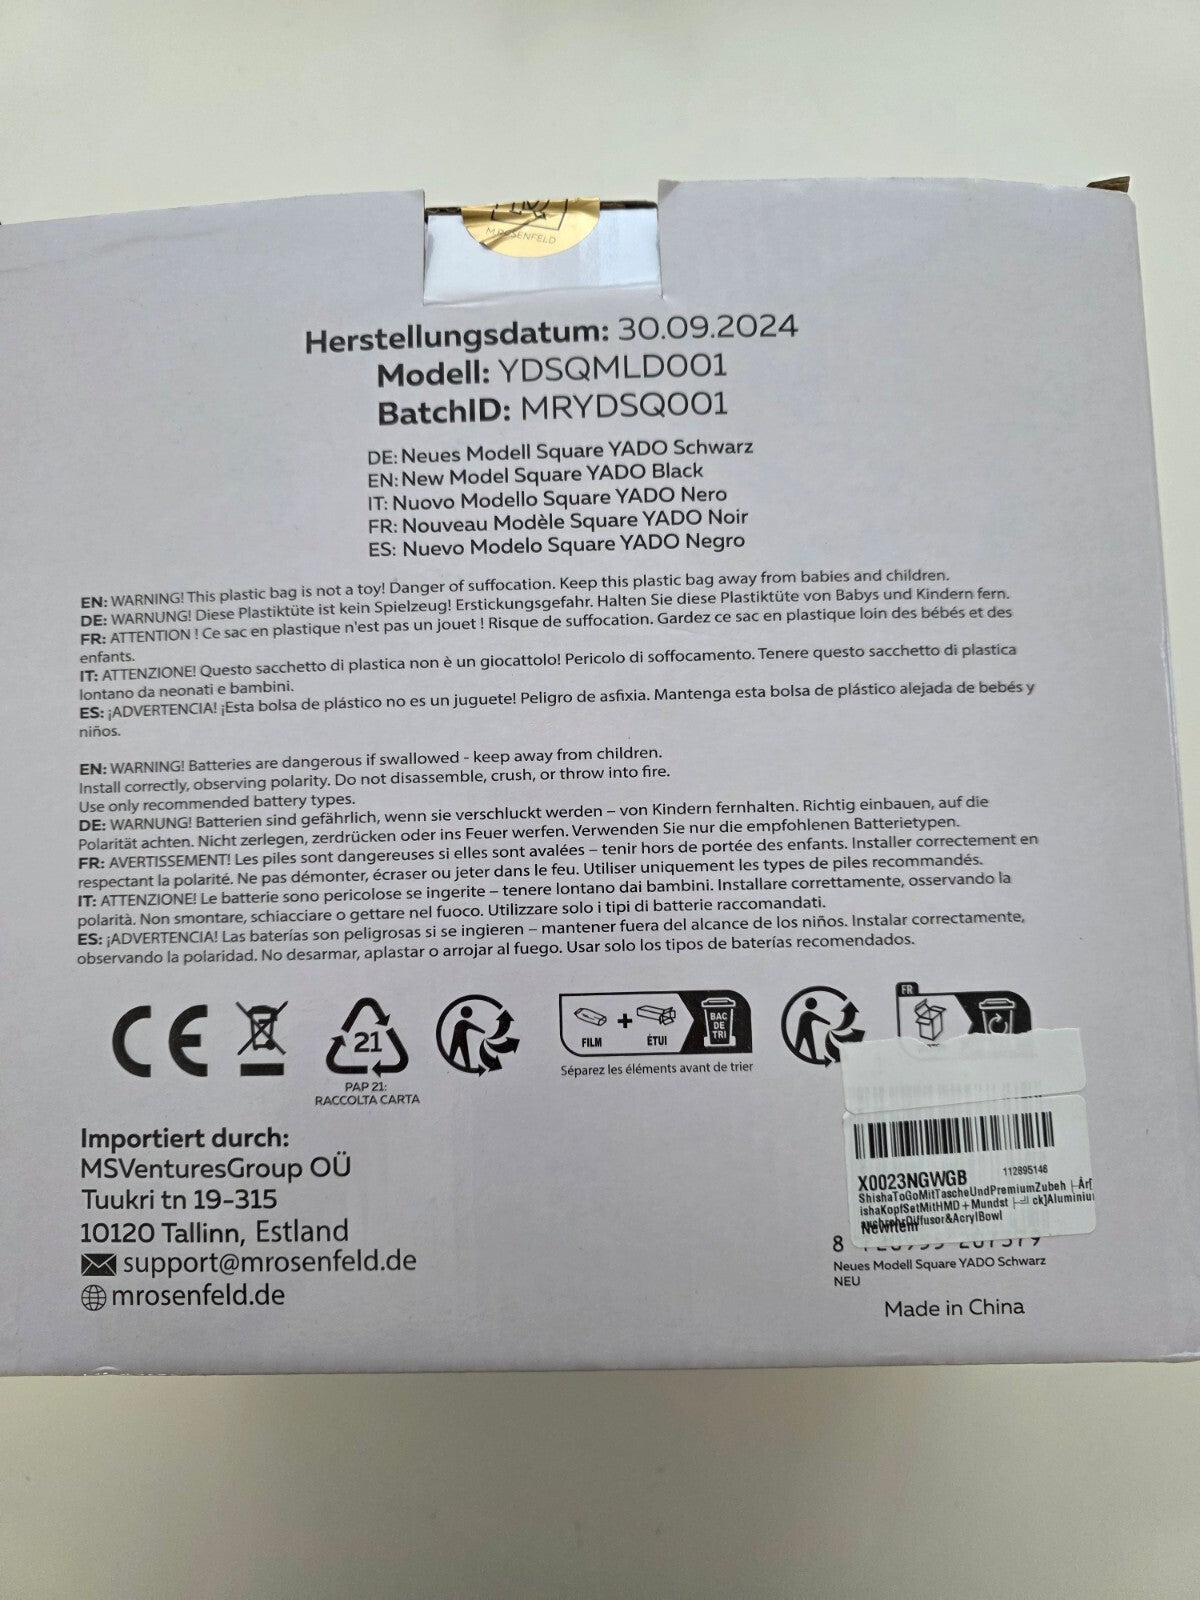 M.ROSENFELD
Herstellungsdatum: 30.09.2024
Modell: YDSQMLD001
BatchID: MRYDSQ001
DE: Neues Modell Square YADO Schwarz
EN: New Model Square YADO Black
IT: Nuovo Modello Square YADO Nero
FR: Nouveau Modèle Square YADO Noir
ES: Nuevo Modelo Square YADO Negro
EN: WARNING! This plastic bag is not a toy! Danger of suffocation. Keep this plastic bag away from babies and children.
DE: WARNUNG! Diese Plastiktüte ist kein Spielzeug! Erstickungsgefahr. Halten Sie diese Plastiktüte von Babys und Kindern fern.
FR: ATTENTION ! Ce sac en plastique n'est pas un jouet ! Risque de suffocation. Gardez ce sac en plastique loin des bébés et des
enfants.
IT: ATTENZIONE! Questo sacchetto di plastica non è un giocattolo! Pericolo di soffocamento. Tenere questo sacchetto di plastica
lontano da neonati e bambini.
ES: ¡ADVERTENCIA! ¡Esta bolsa de plástico no es un juguete! Peligro de asfixia. Mantenga esta bolsa de plástico alejada de bebés y
niños.
EN: WARNING! Batteries are dangerous if swallowed - keep away from children.
Install correctly, observing polarity. Do not disassemble, crush, or throw into fire.
Use only recommended battery types.
DE: WARNUNG! Batterien sind gefährlich, wenn sie verschluckt werden – von Kindern fernhalten. Richtig einbauen, auf die
Polarität achten. Nicht zerlegen, zerdrücken oder ins Feuer werfen. Verwenden Sie nur die empfohlenen Batterietypen.
FR: AVERTISSEMENT! Les piles sont dangereuses si elles sont avalées – tenir hors de portée des enfants. Installer correctement en
respectant la polarité. Ne pas démonter, écraser ou jeter dans le feu. Utiliser uniquement les types de piles recommandés.
IT: ATTENZIONE! Le batterie sono pericolose se ingerite – tenere lontano dai bambini. Installare correttamente, osservando la
polarità. Non smontare, schiacciare o gettare nel fuoco. Utilizzare solo i tipi di batterie raccomandati.
ES: ¡ADVERTENCIA! Las baterías son peligrosas si se ingieren – mantener fuera del alcance de los niños. Instalar correctamente,
observando la polaridad. No desarmar, aplastar o arrojar al fuego. Usar solo los tipos de baterías recomendados.
CE
21
PAP 21:
RACCOLTA CARTA
FILM + ÉTUI
BAC
DE
TRI
Séparez les éléments avant de trier
FR
Importiert durch:
MSVenturesGroup OÜ
Tuukri tn 19-315
10120 Tallinn, Estland
support@mrosenfeld.de
mrosenfeld.de
X0023NGWGB
112895146
ShishaToGoMitTascheUndPremiumZubeh
ishaKopfSetMitHMD + Mundst ck]Aluminiu
Diffusor&AcrylBowl
NewItem
8
Neues Modell Square YADO Schwarz
NEU
Made in China